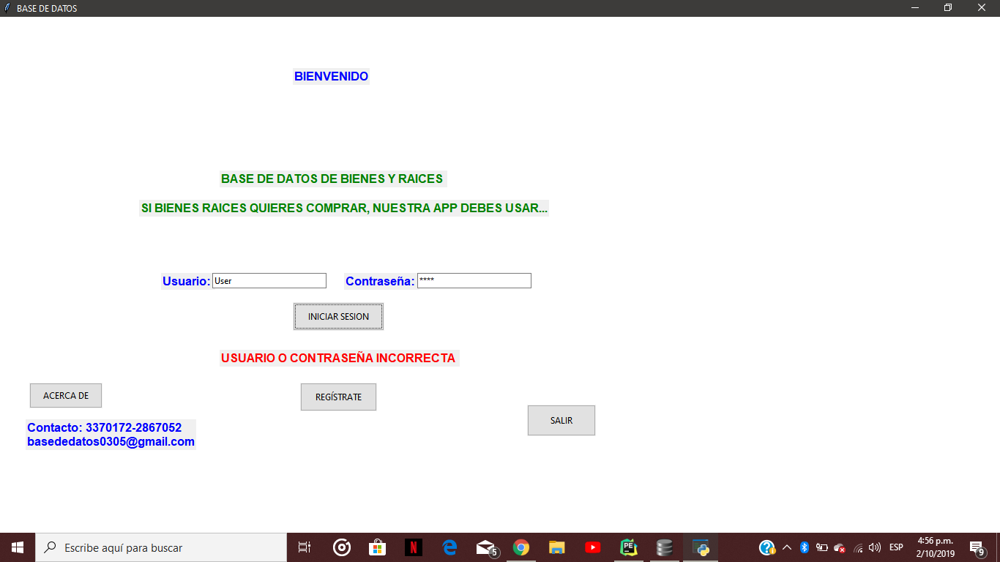 BASE DE DATOS
BIENVENIDO
BASE DE DATOS DE BIENES Y RAICES
SI BIENES RAICES QUIERES COMPRAR, NUESTRA APP DEBES USAR...
Usuario: User Contraseña: ****
INICIAR SESION
USUARIO O CONTRASEÑA INCORRECTA
ACERCA DE
REGÍSTRATE
SALIR
Contacto: 3370172-2867052
basededatos0305@gmail.com
Escribe aquí para buscar
5
N
e
PE
ESP
4:56 p.m.
2/10/2019
9